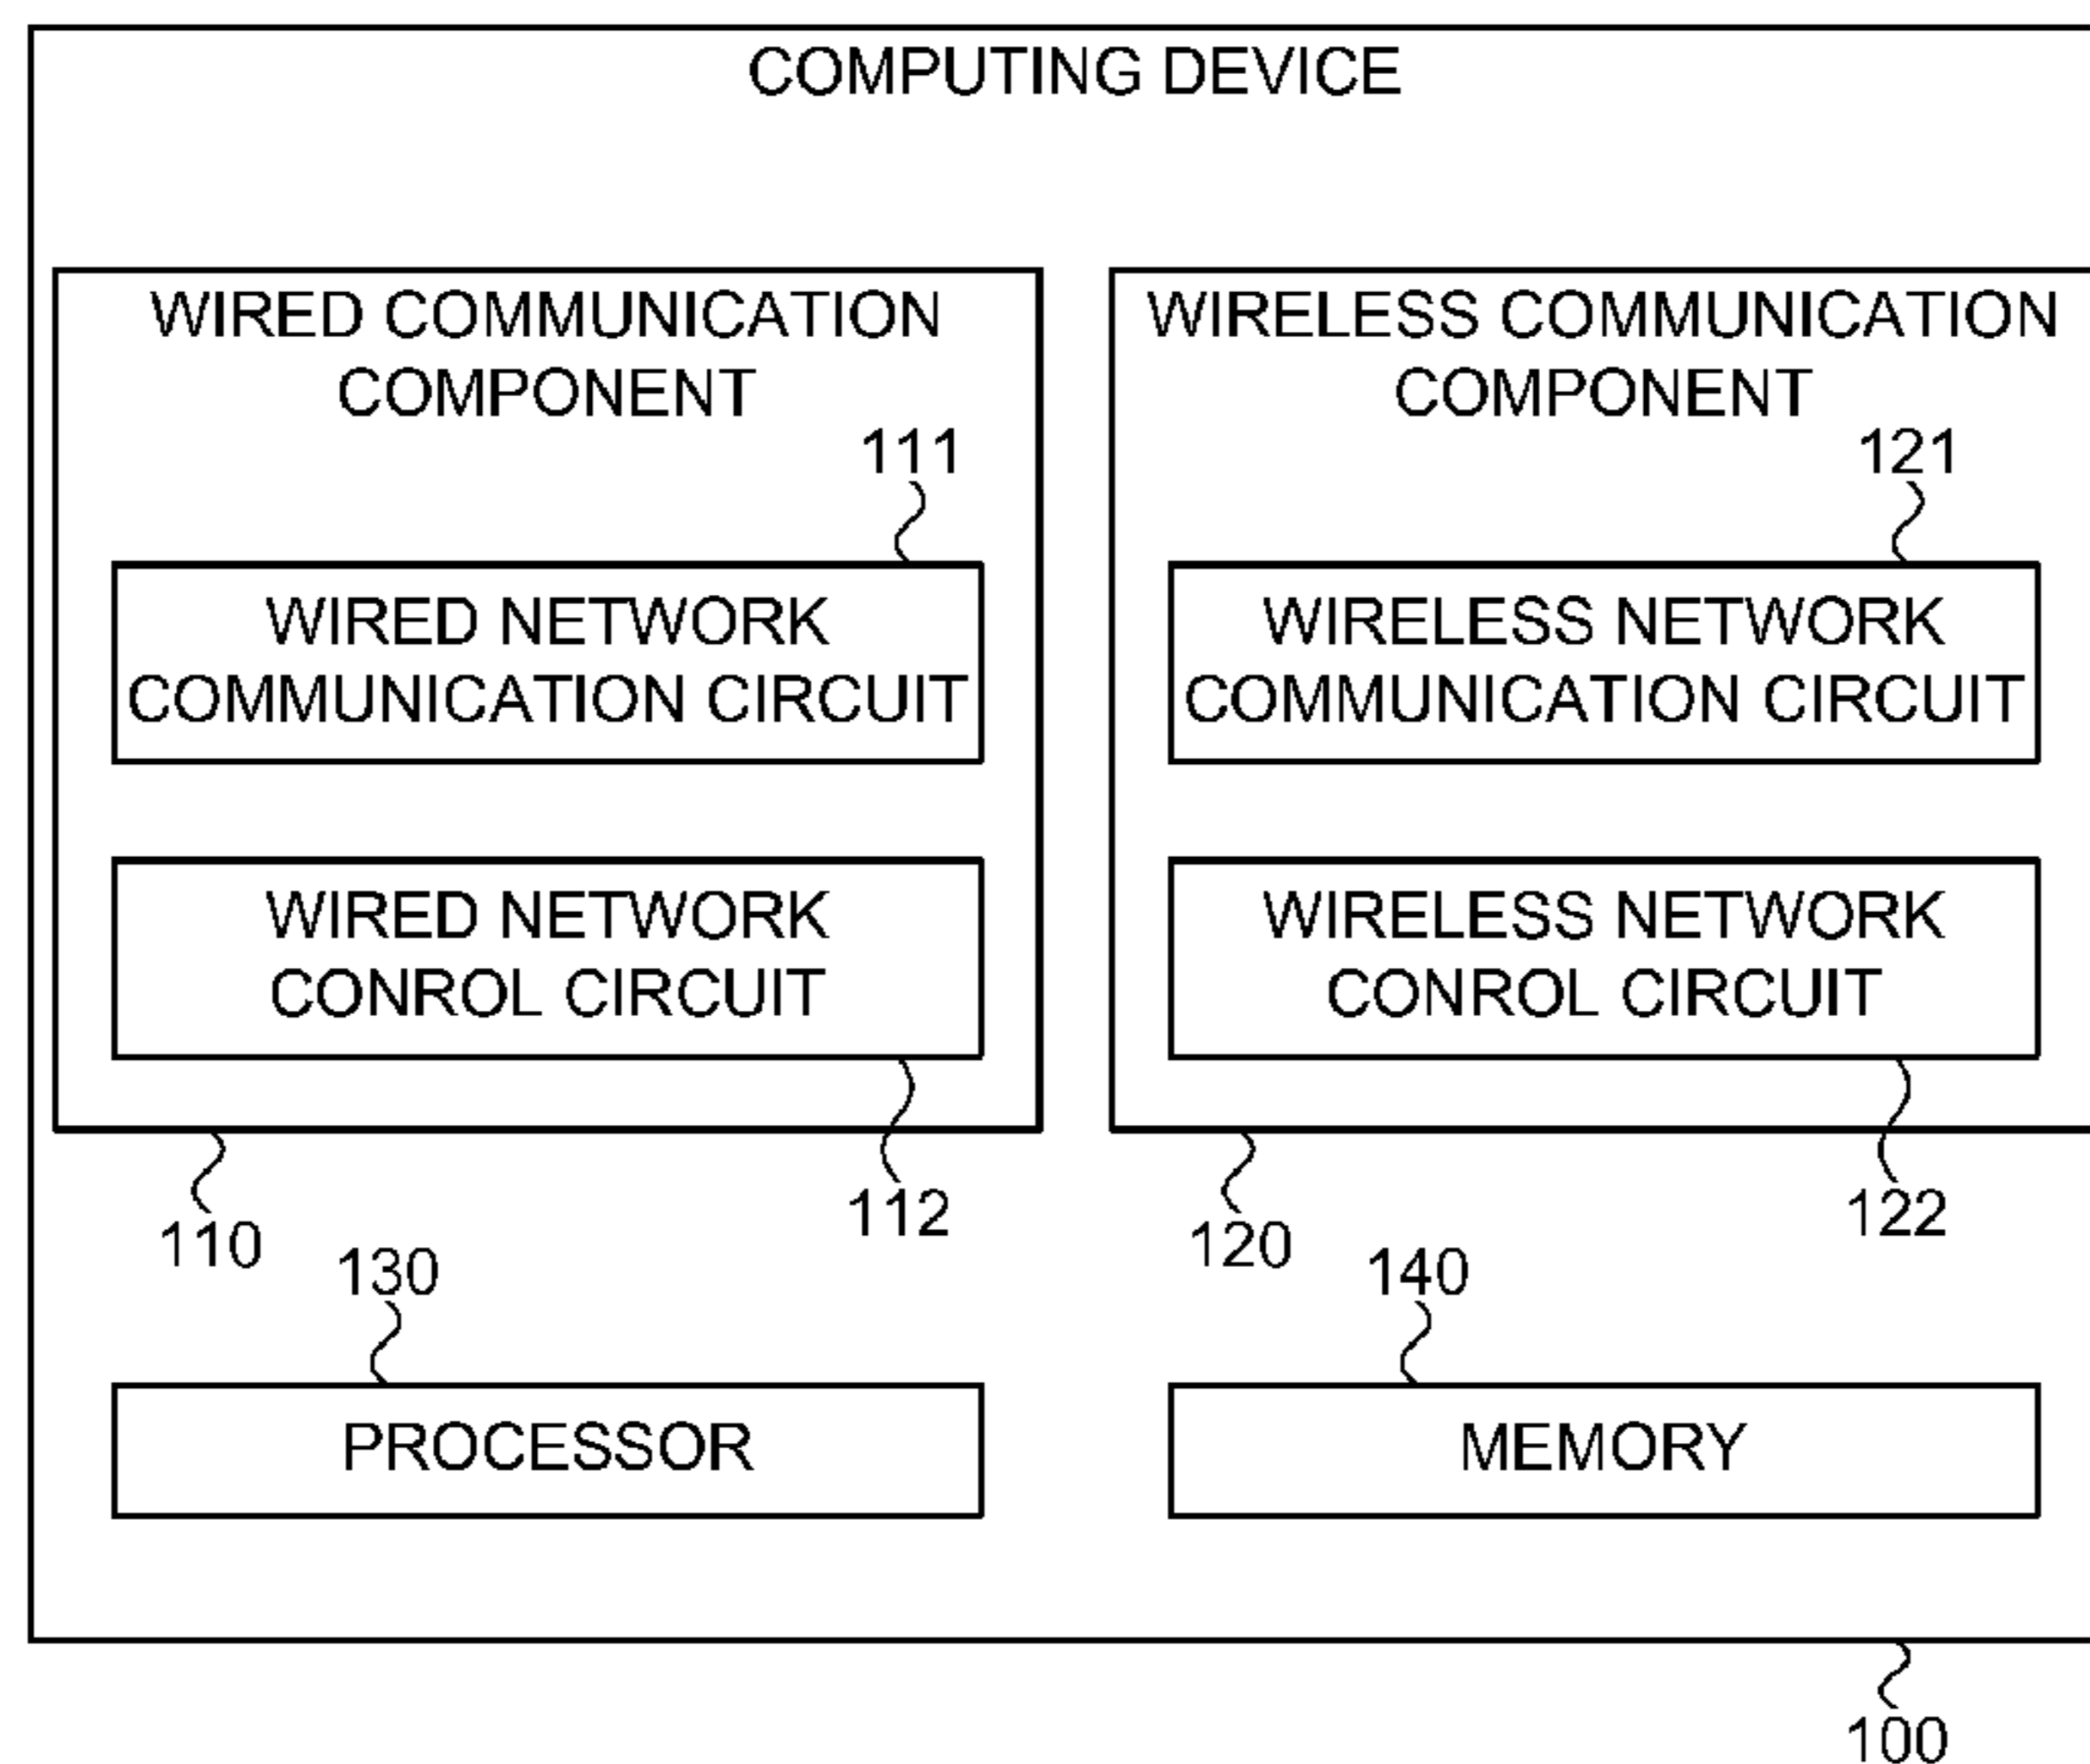 COMPUTING DEVICE
WIRED COMMUNICATION
COMPONENT
111
WIRED NETWORK
COMMUNICATION CIRCUIT
WIRED NETWORK
CONROL CIRCUIT
110
112
WIRELESS COMMUNICATION
COMPONENT
121
WIRELESS NETWORK
COMMUNICATION CIRCUIT
WIRELESS NETWORK
CONROL CIRCUIT
120
122
130
PROCESSOR
140
MEMORY
100